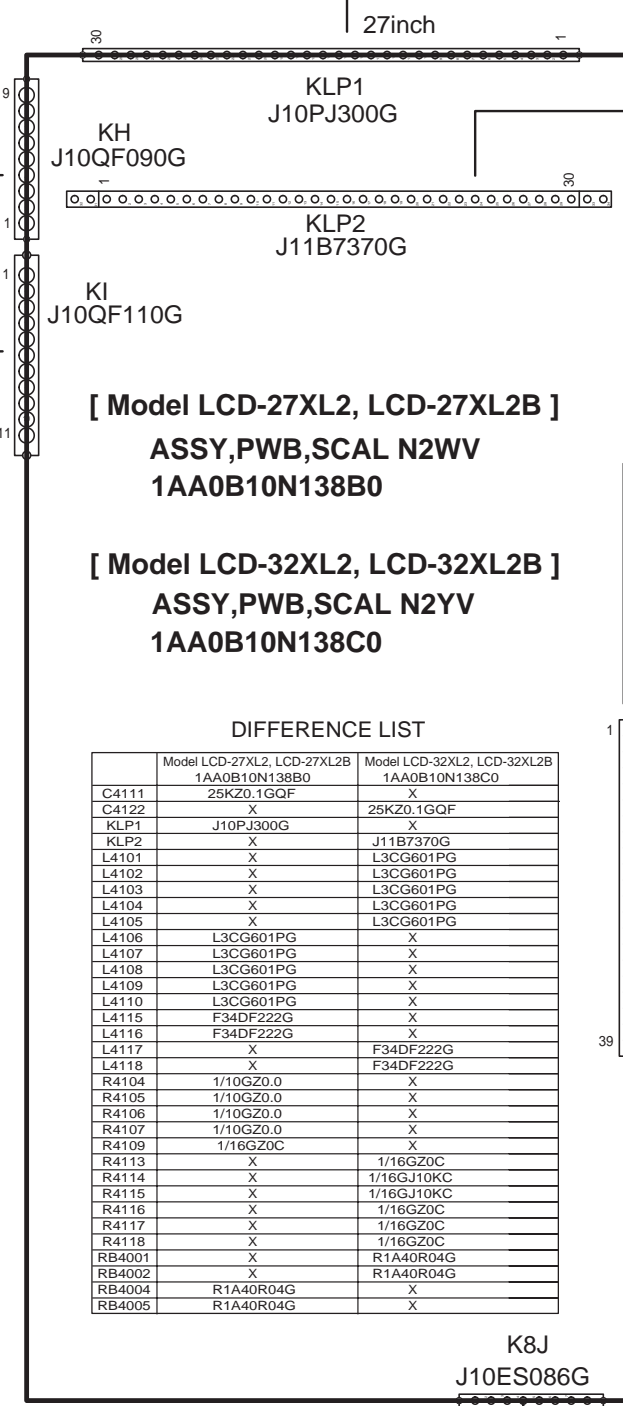 27inch
30 1
KLP1
J10PJ300G
9
KH
J10QF090G
1
1 30
KLP2
J11B7370G
1
KI
J10QF110G
11
[ Model LCD-27XL2, LCD-27XL2B ]
ASSY,PWB,SCAL N2WV
1AA0B10N138B0
[ Model LCD-32XL2, LCD-32XL2B ]
ASSY,PWB,SCAL N2YV
1AA0B10N138C0
1
39
DIFFERENCE LIST
Model LCD-27XL2, LCD-27XL2B Model LCD-32XL2, LCD-32XL2B
1AA0B10N138B0 1AA0B10N138C0
C4111 25KZ0.1GQF X
C4122 X 25KZ0.1GQF
KLP1 J10PJ300G X
KLP2 X J11B7370G
L4101 X L3CG601PG
L4102 X L3CG601PG
L4103 X L3CG601PG
L4104 X L3CG601PG
L4105 X L3CG601PG
L4106 L3CG601PG X
L4107 L3CG601PG X
L4108 L3CG601PG X
L4109 L3CG601PG X
L4110 L3CG601PG X
L4115 F34DF222G X
L4116 F34DF222G X
L4117 X F34DF222G
L4118 X F34DF222G
R4104 1/10GZ0.0 X
R4105 1/10GZ0.0 X
R4106 1/10GZ0.0 X
R4107 1/10GZ0.0 X
R4109 1/16GZ0C X
R4113 X 1/16GZ0C
R4114 X 1/16GJ10KC
R4115 X 1/16GJ10KC
R4116 X 1/16GZ0C
R4117 X 1/16GZ0C
R4118 X 1/16GZ0C
RB4001 X R1A40R04G
RB4002 X R1A40R04G
RB4004 R1A40R04G X
RB4005 R1A40R04G X
K8J
J10ES086G